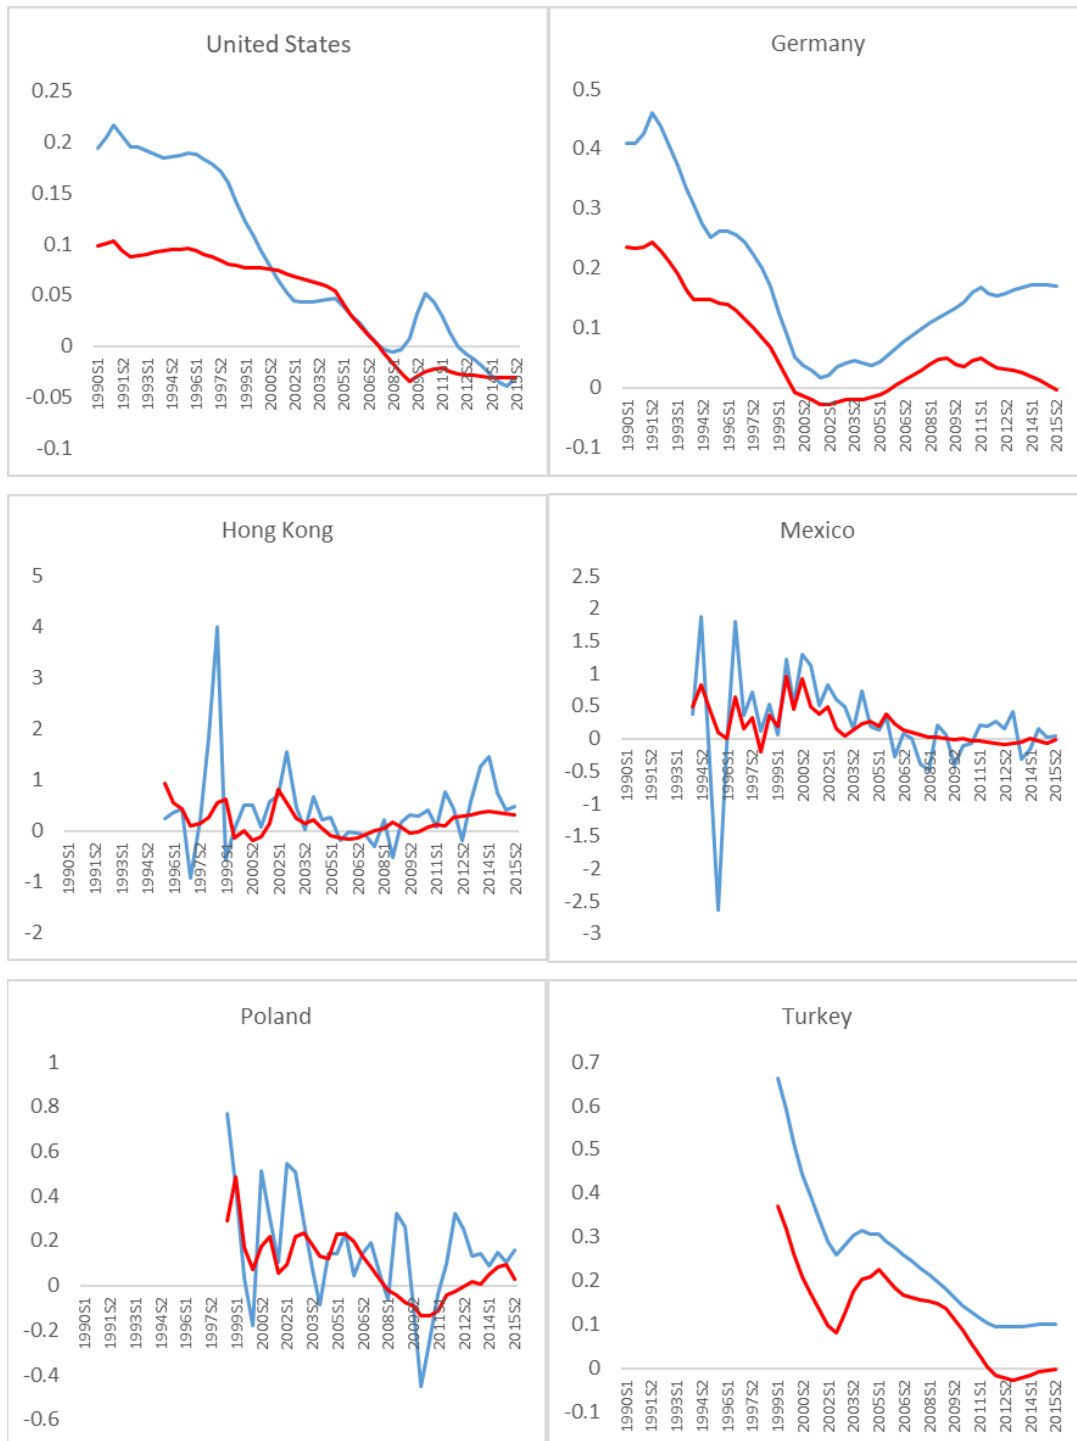 United States
0.25
0.2
0.15
0.1
0.05
0
-0.05
-0.1
1990S1
1991S2
1993S1
1994S2
1996S1
1997S2
1999S1
2000S2
2002S1
2003S2
2005S1
2006S2
2008S1
2009S2
2011S1
2012S2
2014S1
2015S2
Germany
0.5
0.4
0.3
0.2
0.1
0
-0.1
1990S1
1991S2
1993S1
1994S2
1996S1
1997S2
1999S1
2000S2
2002S1
2003S2
2005S1
2006S2
2008S1
2009S2
2011S1
2012S2
2014S1
2015S2
Hong Kong
5
4
3
2
1
0
-1
-2
1990S1
1991S2
1993S1
1994S2
1996S1
1997S2
1999S1
2000S2
2002S1
2003S2
2005S1
2006S2
2008S1
2009S2
2011S1
2012S2
2014S1
2015S2
Mexico
2.5
2
1.5
1
0.5
0
-0.5
-1
-1.5
-2
-2.5
-3
1990S1
1991S2
1993S1
1994S2
1996S1
1997S2
1999S1
2000S2
2002S1
2003S2
2005S1
2006S2
2008S1
2009S2
2011S1
2012S2
2014S1
2015S2
Poland
1
0.8
0.6
0.4
0.2
0
-0.2
-0.4
-0.6
1990S1
1991S2
1993S1
1994S2
1996S1
1997S2
1999S1
2000S2
2002S1
2003S2
2005S1
2006S2
2008S1
2009S2
2011S1
2012S2
2014S1
2015S2
Turkey
0.7
0.6
0.5
0.4
0.3
0.2
0.1
0
-0.1
1990S1
1991S2
1993S1
1994S2
1996S1
1997S2
1999S1
2000S2
2002S1
2003S2
2005S1
2006S2
2008S1
2009S2
2011S1
2012S2
2014S1
2015S2